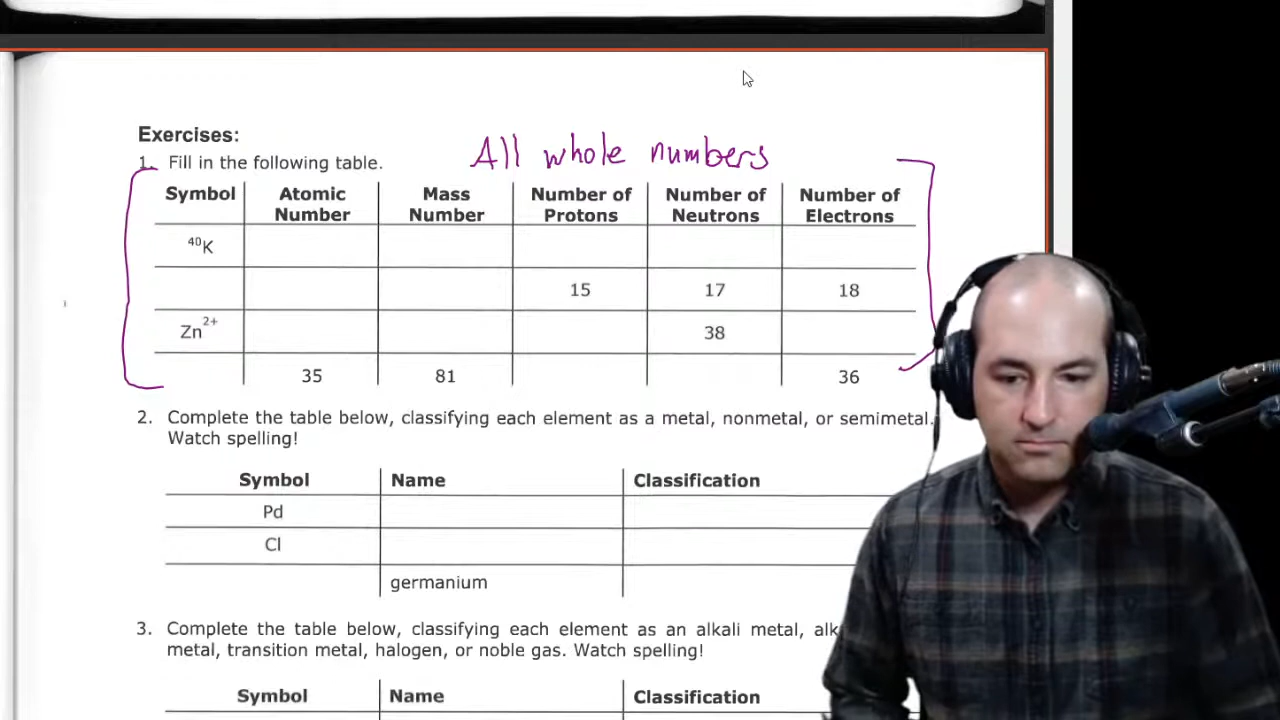 Exercises:
All whole numbers
1. Fill in the following table.
Symbol Atomic Number Mass Number Number of Protons Number of Neutrons Number of Electrons
⁴⁰K
15 17 18
Zn²⁺ 38
35 81 36
2. Complete the table below, classifying each element as a metal, nonmetal, or semimetal.
Watch spelling!
Symbol Name Classification
Pd
Cl
germanium
3. Complete the table below, classifying each element as an alkali metal, alk
metal, transition metal, halogen, or noble gas. Watch spelling!
Symbol Name Classification